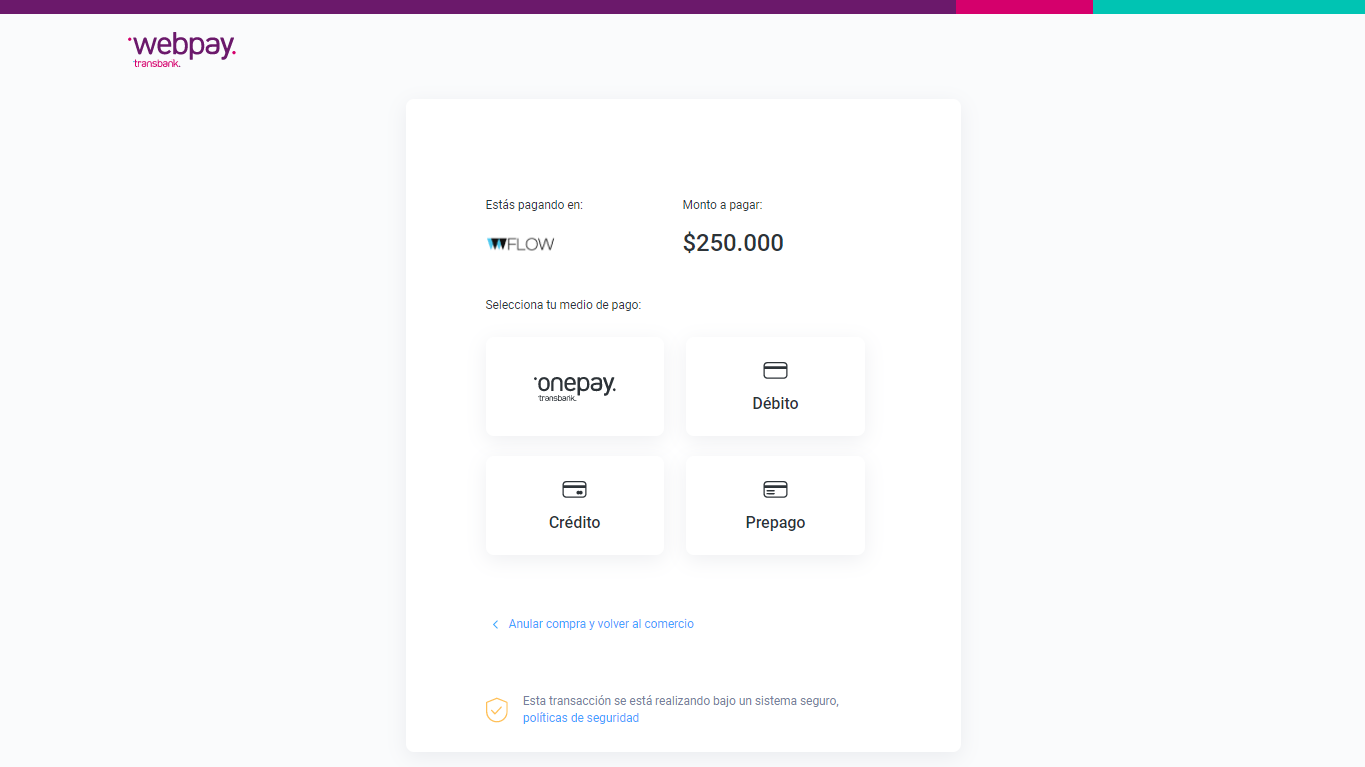 webpay.
transbank.
Estás pagando en:
Monto a pagar:
FLOW
$250.000
Selecciona tu medio de pago:
onepay.
transbank.
Débito
Crédito
Prepago
Anular compra y volver al comercio
Esta transacción se está realizando bajo un sistema seguro,
políticas de seguridad